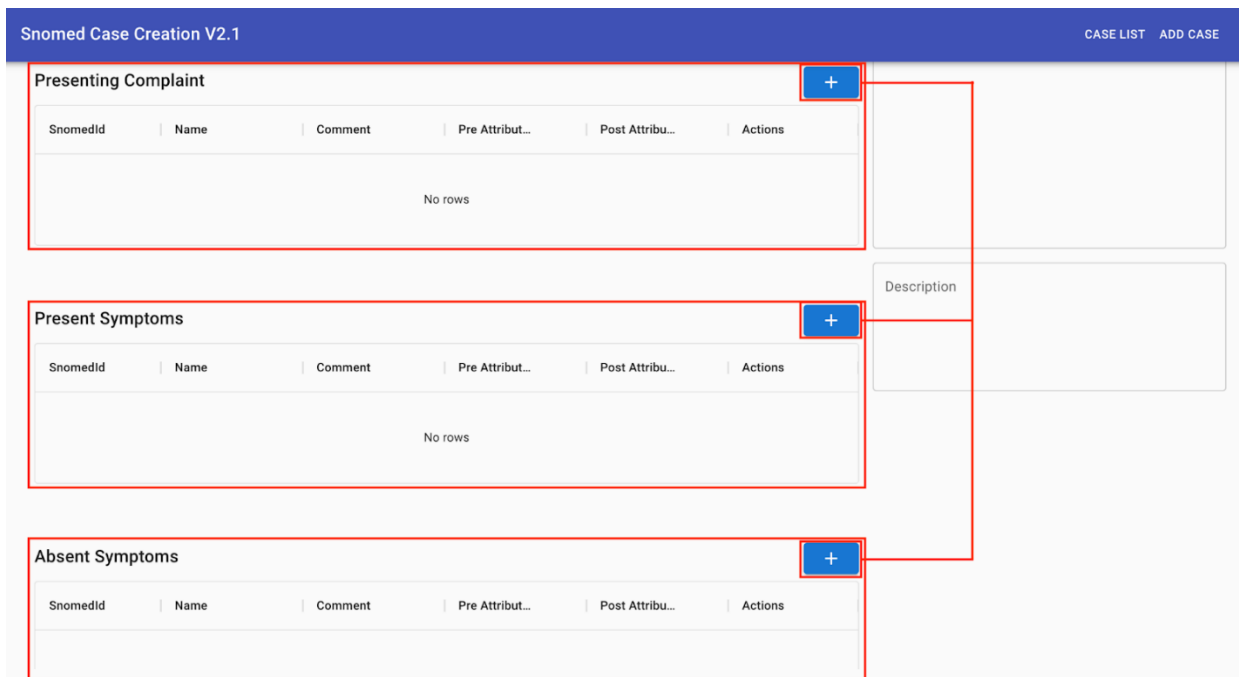 Snomed Case Creation V2.1 CASE LIST ADD CASE
Presenting Complaint +
SnomedId Name Comment Pre Attribut... Post Attribu... Actions
No rows
Description
Present Symptoms +
SnomedId Name Comment Pre Attribut... Post Attribu... Actions
No rows
Absent Symptoms +
SnomedId Name Comment Pre Attribut... Post Attribu... Actions